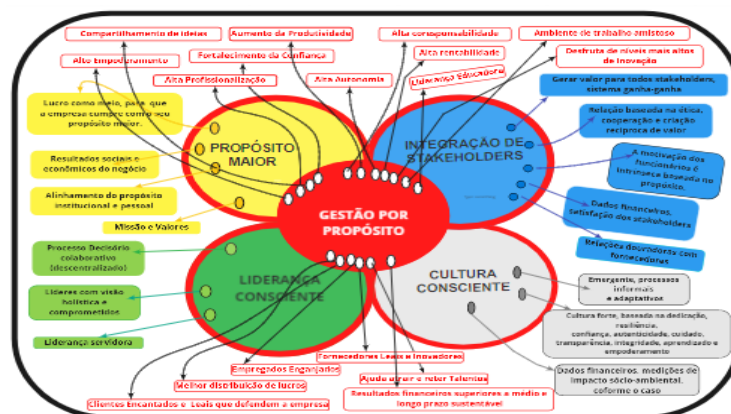 Compartilhamento de ideias
Aumento da Produtividade
Alta coresponsabilidade
Ambiente de trabalho amistoso
Alto Empoderamento
Fortalecimento da Confiança
Alta rentabilidade
Desfruta de níveis mais altos
de Inovação
Alta Profissionalização
Alta Autonomia
Liderança Educadora
Lucro como meio, para que
a empresa cumpre com o seu
propósito maior.
Resultados sociais e
econômicos do negócio
Alinhamento do propósito
institucional e pessoal
Missão e Valores
PROPÓSITO
MAIOR
INTEGRAÇÃO DE
STAKEHOLDERS
Gerar valor para todos stakeholders,
sistema ganha-ganha
Relação baseada na ética,
cooperação e criação
recíproca de valor
A motivação dos
funcionários é
intrínseca baseada no
propósito.
Dados financeiros,
satisfação dos stakeholders
Relações douradoras com
fornecedores
GESTÃO POR
PROPÓSITO
Processo Decisório
colaborativo
(descentralizado)
Líderes com visão
holística e
comprometidos
Liderança servidora
LIDERANÇA
CONSCIENTE
CULTURA
CONSCIENTE
Emergente, processos
informais
e adaptativos
Cultura forte, baseada na dedicação,
resiliência,
confiança, autenticidade, cuidado,
transparência, integridade, aprendizado e
empoderamento
Dados financeiros, medições de
impacto sócio-ambiental,
coforme o caso
Fornecedores Leais e Inovadores
Empregados Enganjados
Ajuda a atrair e reter Talentos
Melhor distribuição de lucros
Resultados financeiros superiores a médio e
longo prazo sustentável
Clientes Encantados e Leais que defendem a empresa